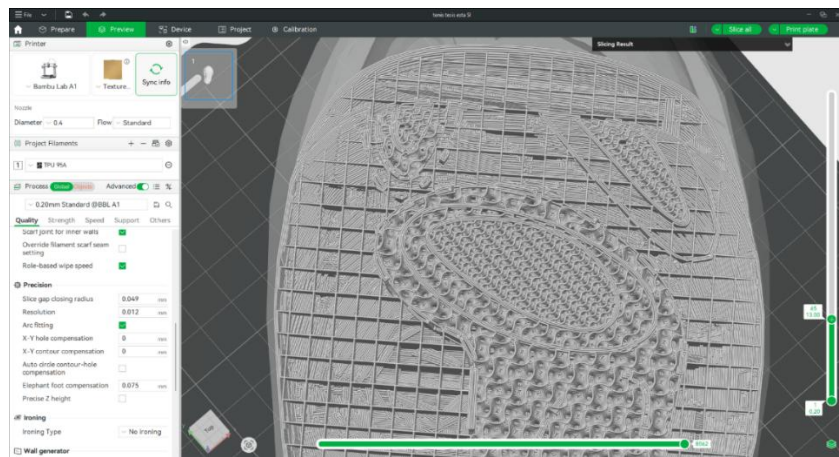 File
Prepare
Preview
Device
Project
Calibration
Slice all
Print plate
Printer
Slicing Result
1
Bambu Lab A1
Texture...
Sync info
Nozzle
Diameter 0.4 Flow Standard
Project Filaments
1 TPU 95A
Process Global Objects Advanced
0.20mm Standard @BBL A1
Quality Strength Speed Support Others
Scarf joint for inner walls
Override filament scarf seam
setting
Role-based wipe speed
Precision
Slice gap closing radius 0.049 mm
Resolution 0.012 mm
Arc fitting
X-Y hole compensation 0 mm
X-Y contour compensation 0 mm
Auto circle contour-hole
compensation
Elephant foot compensation 0.075 mm
Precise Z height
Ironing
Ironing Type No ironing
Wall generator
Top
1
0.20